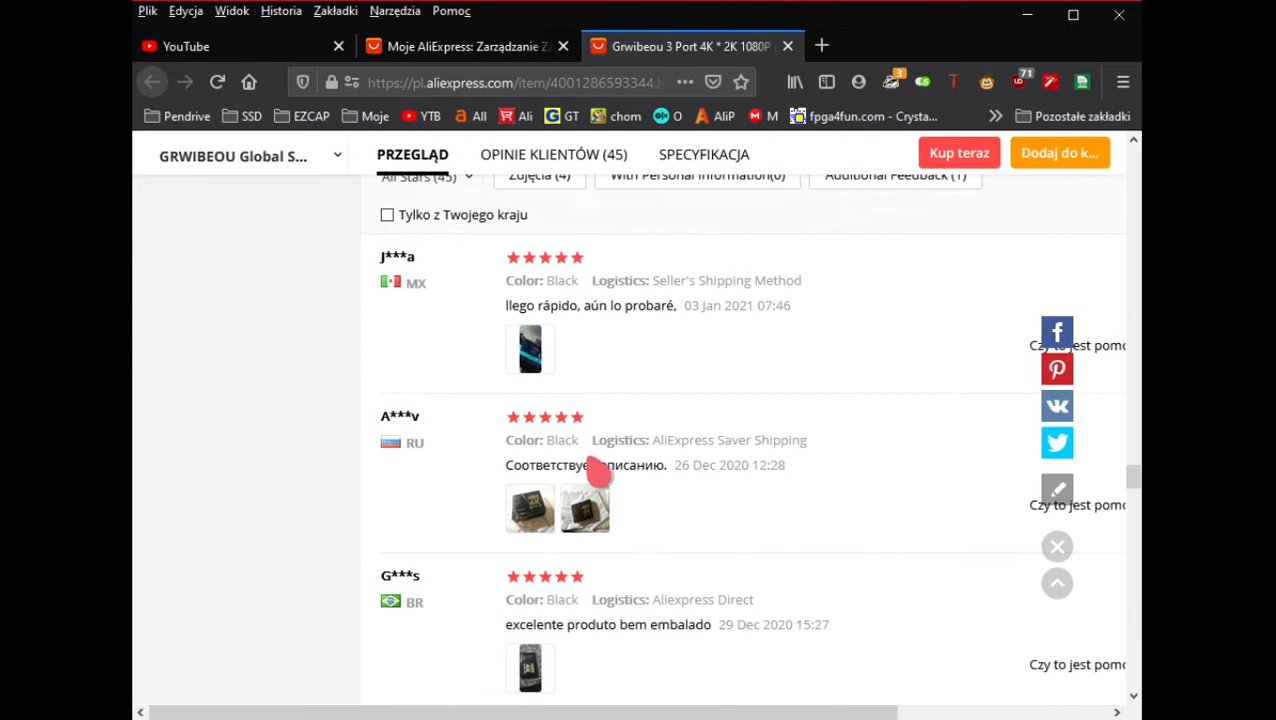 Plik Edycja Widok Historia Zakładki Narzędzia Pomoc
YouTube Moje AliExpress: Zarządzanie Z Grwibeou 3 Port 4K * 2K 1080P
https://pl.aliexpress.com/item/4001286593344.h 3 71
Pendrive SSD EZCAP Moje YTB All Ali GT chom O AliP M fpga4fun.com - Crysta... Pozostałe zakładki
GRWIBEOU Global S... PRZEGLĄD OPINIE KLIENTÓW (45) SPECYFIKACJA Kup teraz Dodaj do k...
All Stars (45) Zdjęcia (4) With Personal Information(0) Additional Feedback (1)
Tylko z Twojego kraju
J***a
MX
Color: Black Logistics: Seller's Shipping Method
llego rápido, aún lo probaré, 03 Jan 2021 07:46
Czy to jest pomo
A***v
RU
Color: Black Logistics: AliExpress Saver Shipping
Соответствуе писанию. 26 Dec 2020 12:28
Czy to jest pomo
G***s
BR
Color: Black Logistics: Aliexpress Direct
excelente produto bem embalado 29 Dec 2020 15:27
Czy to jest pomo